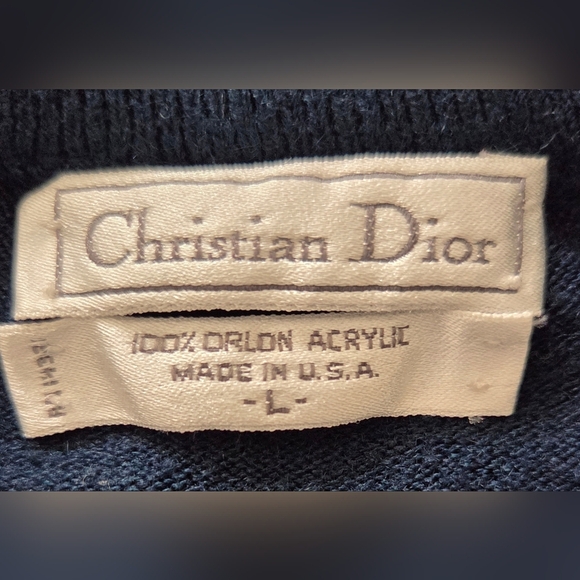 Christian Dior
100% ORLON ACRYLIC
MADE IN U.S.A.
-L-